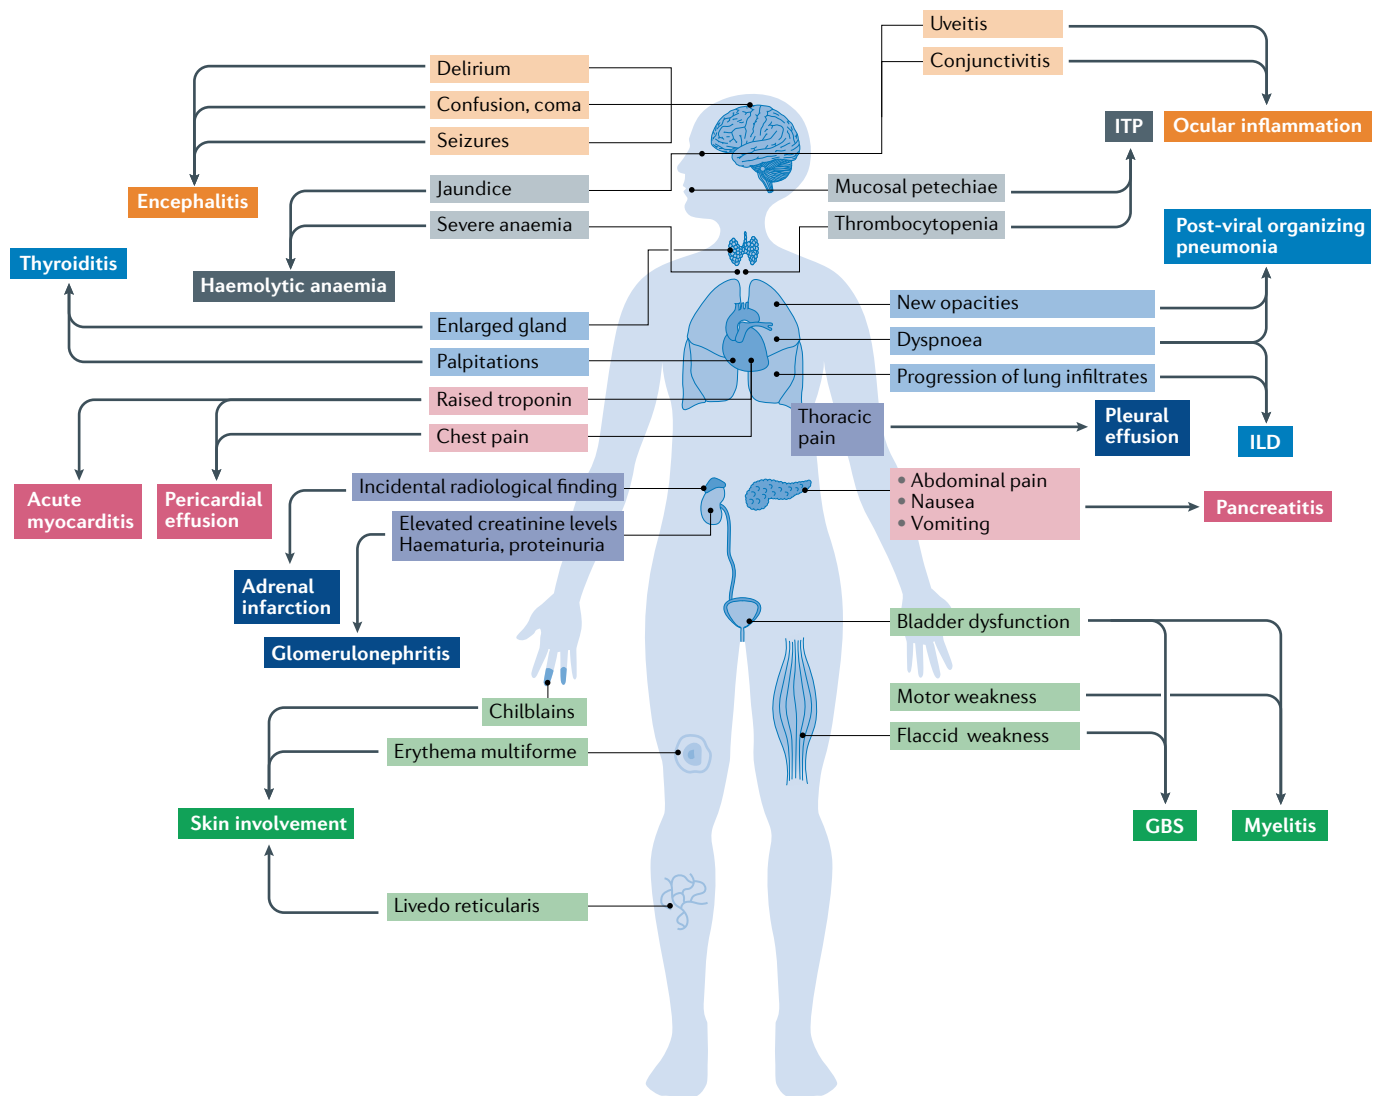 Uveitis
Conjunctivitis
Delirium
Confusion, coma
Seizures
ITP
Ocular inflammation
Jaundice
Mucosal petechiae
Encephalitis
Severe anaemia
Thrombocytopenia
Post-viral organizing
pneumonia
Thyroiditis
Haemolytic anaemia
New opacities
Enlarged gland
Dyspnoea
Palpitations
Progression of lung infiltrates
Raised troponin
Chest pain
Thoracic
pain
Pleural
effusion
ILD
Incidental radiological finding
Abdominal pain
Nausea
Vomiting
Acute
myocarditis
Pericardial
effusion
Pancreatitis
Elevated creatinine levels
Haematuria, proteinuria
Adrenal
infarction
Glomerulonephritis
Bladder dysfunction
Motor weakness
Chilblains
Flaccid weakness
Erythema multiforme
Skin involvement
GBS
Myelitis
Livedo reticularis